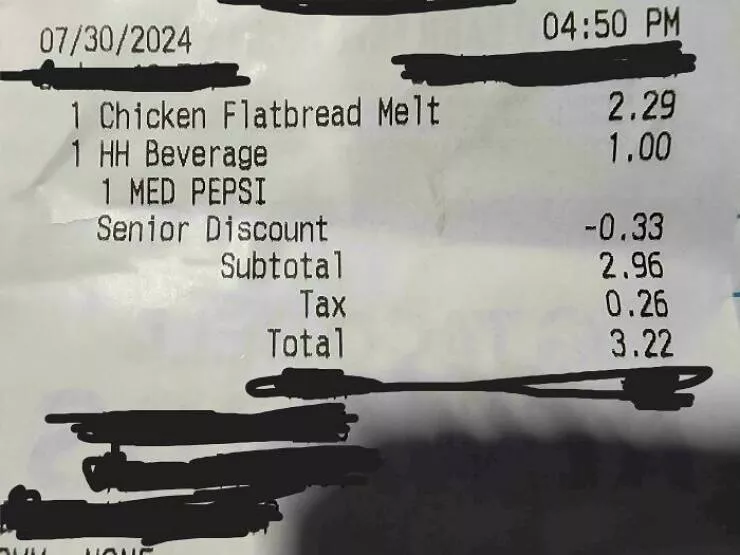 07/30/2024 04:50 PM
1 Chicken Flatbread Melt 2.29
1 HH Beverage 1.00
1 MED PEPSI
Senior Discount -0.33
Subtotal 2.96
Tax 0.26
Total 3.22
NONE